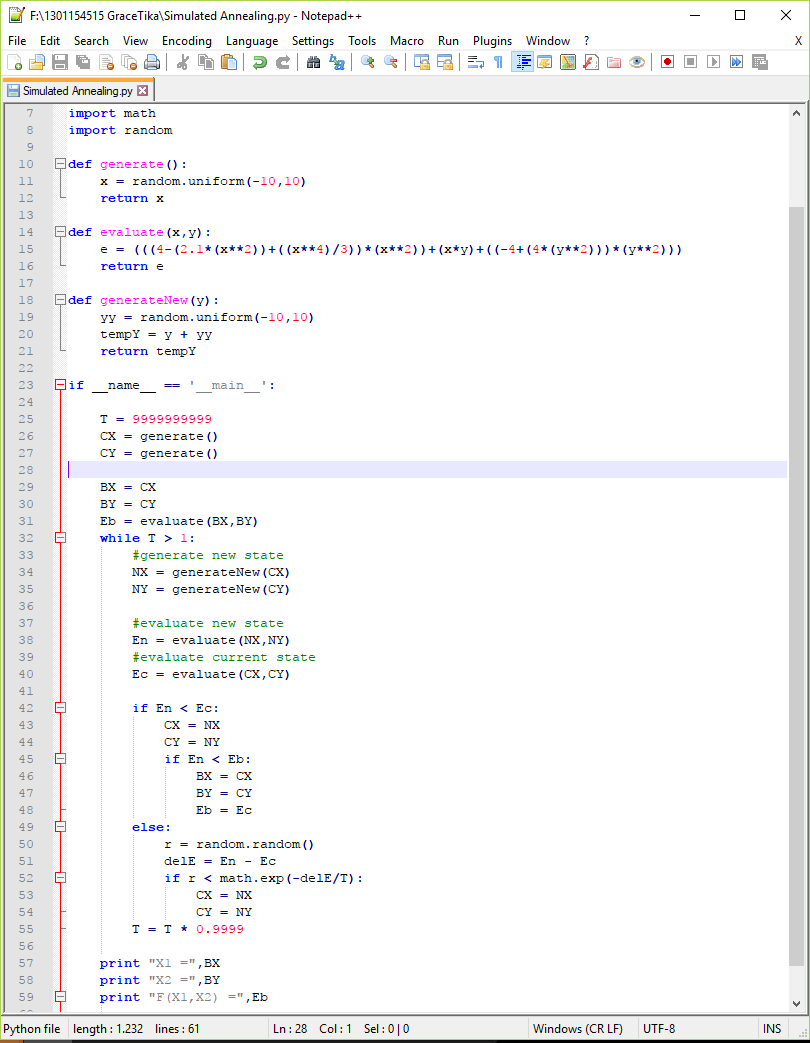 F:\1301154515 GraceTika\Simulated Annealing.py - Notepad++
File Edit Search View Encoding Language Settings Tools Macro Run Plugins Window ? X
Simulated Annealing.py
7 import math
8 import random
9
10 def generate():
11     x = random.uniform(-10,10)
12     return x
13
14 def evaluate(x,y):
15     e = (((4-(2.1*(x**2))+((x**4)/3))*(x**2))+(x*y)+((-4+(4*(y**2)))*(y**2)))
16     return e
17
18 def generateNew(y):
19     yy = random.uniform(-10,10)
20     tempY = y + yy
21     return tempY
22
23 if __name__ == '__main__':
24
25     T = 9999999999
26     CX = generate()
27     CY = generate()
28
29     BX = CX
30     BY = CY
31     Eb = evaluate(BX,BY)
32     while T > 1:
33         #generate new state
34         NX = generateNew(CX)
35         NY = generateNew(CY)
36
37         #evaluate new state
38         En = evaluate(NX,NY)
39         #evaluate current state
40         Ec = evaluate(CX,CY)
41
42         if En < Ec:
43             CX = NX
44             CY = NY
45             if En < Eb:
46                 BX = CX
47                 BY = CY
48                 Eb = Ec
49         else:
50             r = random.random()
51             delE = En - Ec
52             if r < math.exp(-delE/T):
53                 CX = NX
54                 CY = NY
55         T = T * 0.9999
56
57     print "X1 =",BX
58     print "X2 =",BY
59     print "F(X1,X2) =",Eb
Python file length : 1.232 lines : 61 Ln : 28 Col : 1 Sel : 0 | 0 Windows (CR LF) UTF-8 INS